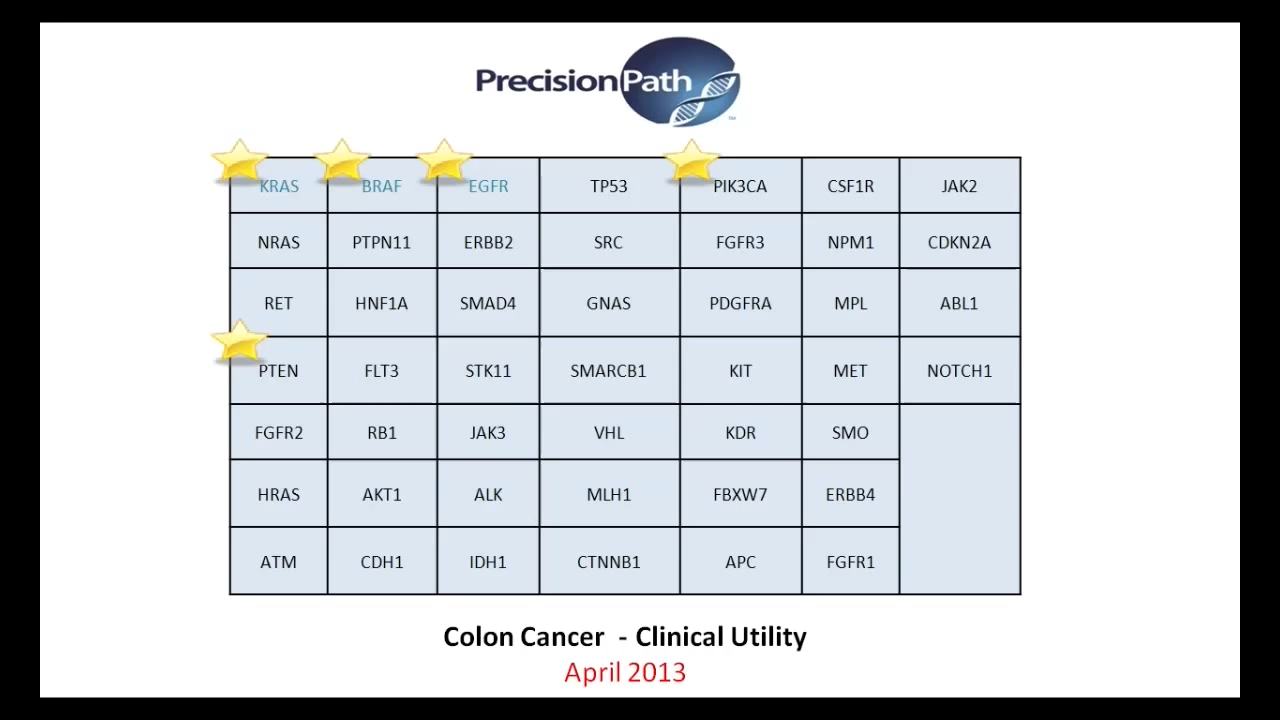 PrecisionPath™
KRAS BRAF EGFR TP53 PIK3CA CSF1R JAK2
NRAS PTPN11 ERBB2 SRC FGFR3 NPM1 CDKN2A
RET HNF1A SMAD4 GNAS PDGFRA MPL ABL1
PTEN FLT3 STK11 SMARCB1 KIT MET NOTCH1
FGFR2 RB1 JAK3 VHL KDR SMO
HRAS AKT1 ALK MLH1 FBXW7 ERBB4
ATM CDH1 IDH1 CTNNB1 APC FGFR1
Colon Cancer - Clinical Utility
April 2013